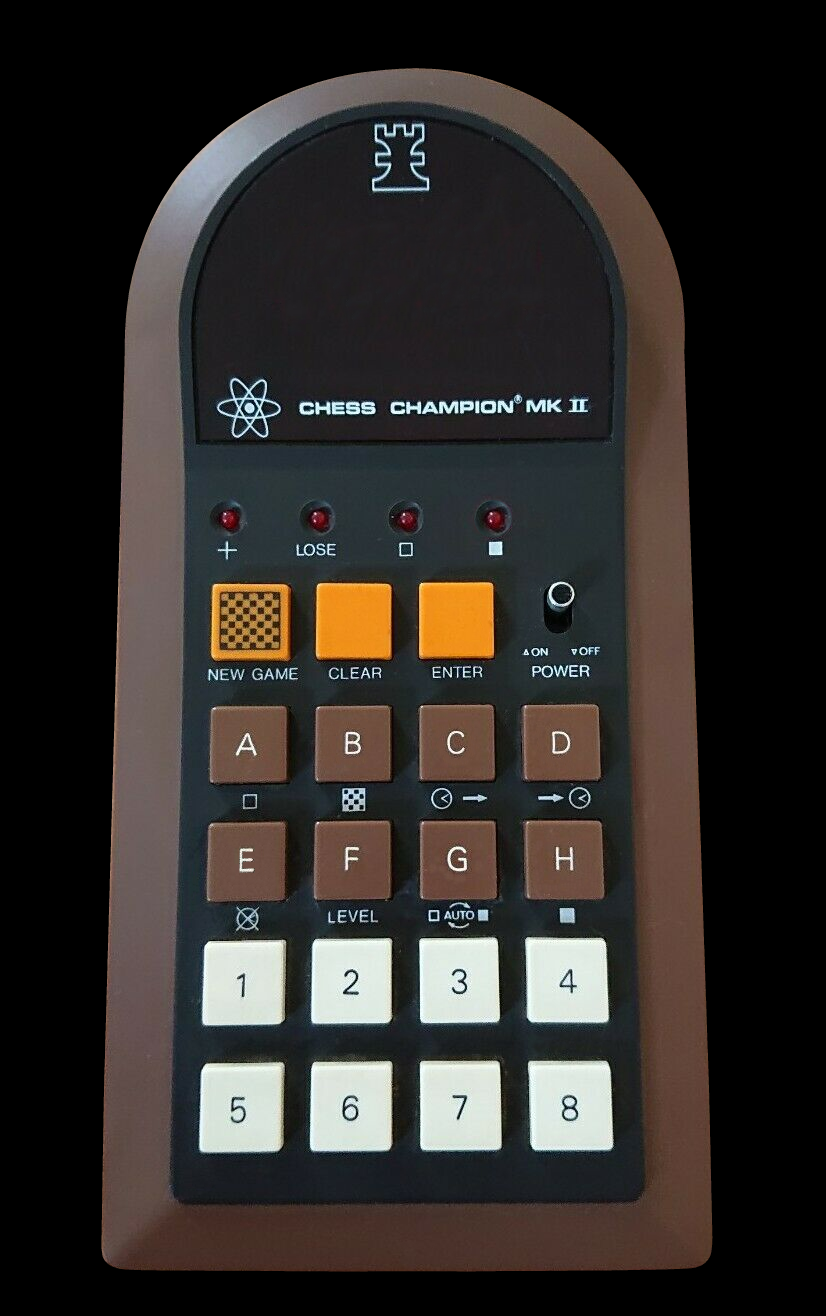 CHESS CHAMPION® MK II
+ LOSE □ ■
NEW GAME CLEAR ENTER
▵ON ▿OFF
POWER
A B C D
E F G H
LEVEL □ AUTO ■
1 2 3 4
5 6 7 8